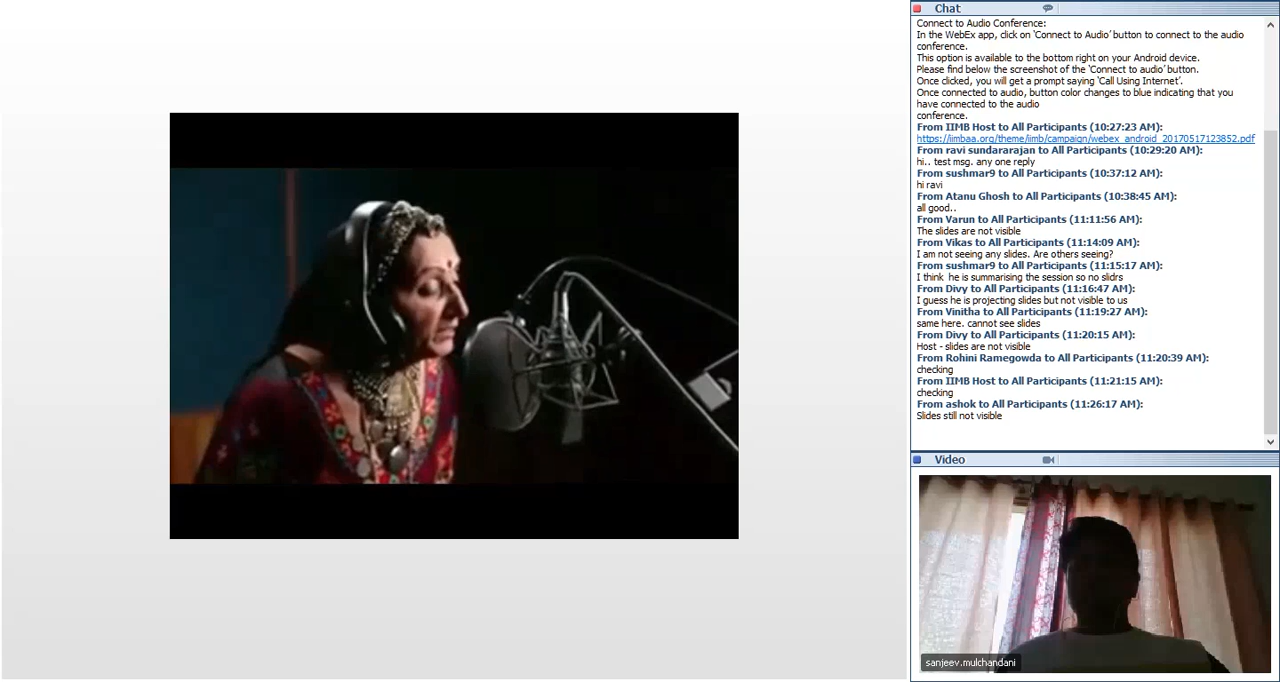 Chat
Connect to Audio Conference:
In the WebEx app, click on 'Connect to Audio' button to connect to the audio
conference.
This option is available to the bottom right on your Android device.
Please find below the screenshot of the 'Connect to audio' button.
Once clicked, you will get a prompt saying 'Call Using Internet'.
Once connected to audio, button color changes to blue indicating that you
have connected to the audio
conference.
From IIMB Host to All Participants (10:27:23 AM):
https://iimbaa.org/theme/iimb/campaign/webex_android_20170517123852.pdf
From ravi sundararajan to All Participants (10:29:20 AM):
hi.. test msg. any one reply
From sushmar9 to All Participants (10:37:12 AM):
hi ravi
From Atanu Ghosh to All Participants (10:38:45 AM):
all good..
From Varun to All Participants (11:11:56 AM):
The slides are not visible
From Vikas to All Participants (11:14:09 AM):
I am not seeing any slides. Are others seeing?
From sushmar9 to All Participants (11:15:17 AM):
I think  he is summarising the session so no slidrs
From Divy to All Participants (11:16:47 AM):
I guess he is projecting slides but not visible to us
From Vinitha to All Participants (11:19:27 AM):
same here. cannot see slides
From Divy to All Participants (11:20:15 AM):
Host - slides are not visible
From Rohini Ramegowda to All Participants (11:20:39 AM):
checking
From IIMB Host to All Participants (11:21:15 AM):
checking
From ashok to All Participants (11:26:17 AM):
Slides still not visible
Video
sanjeev.mulchandani